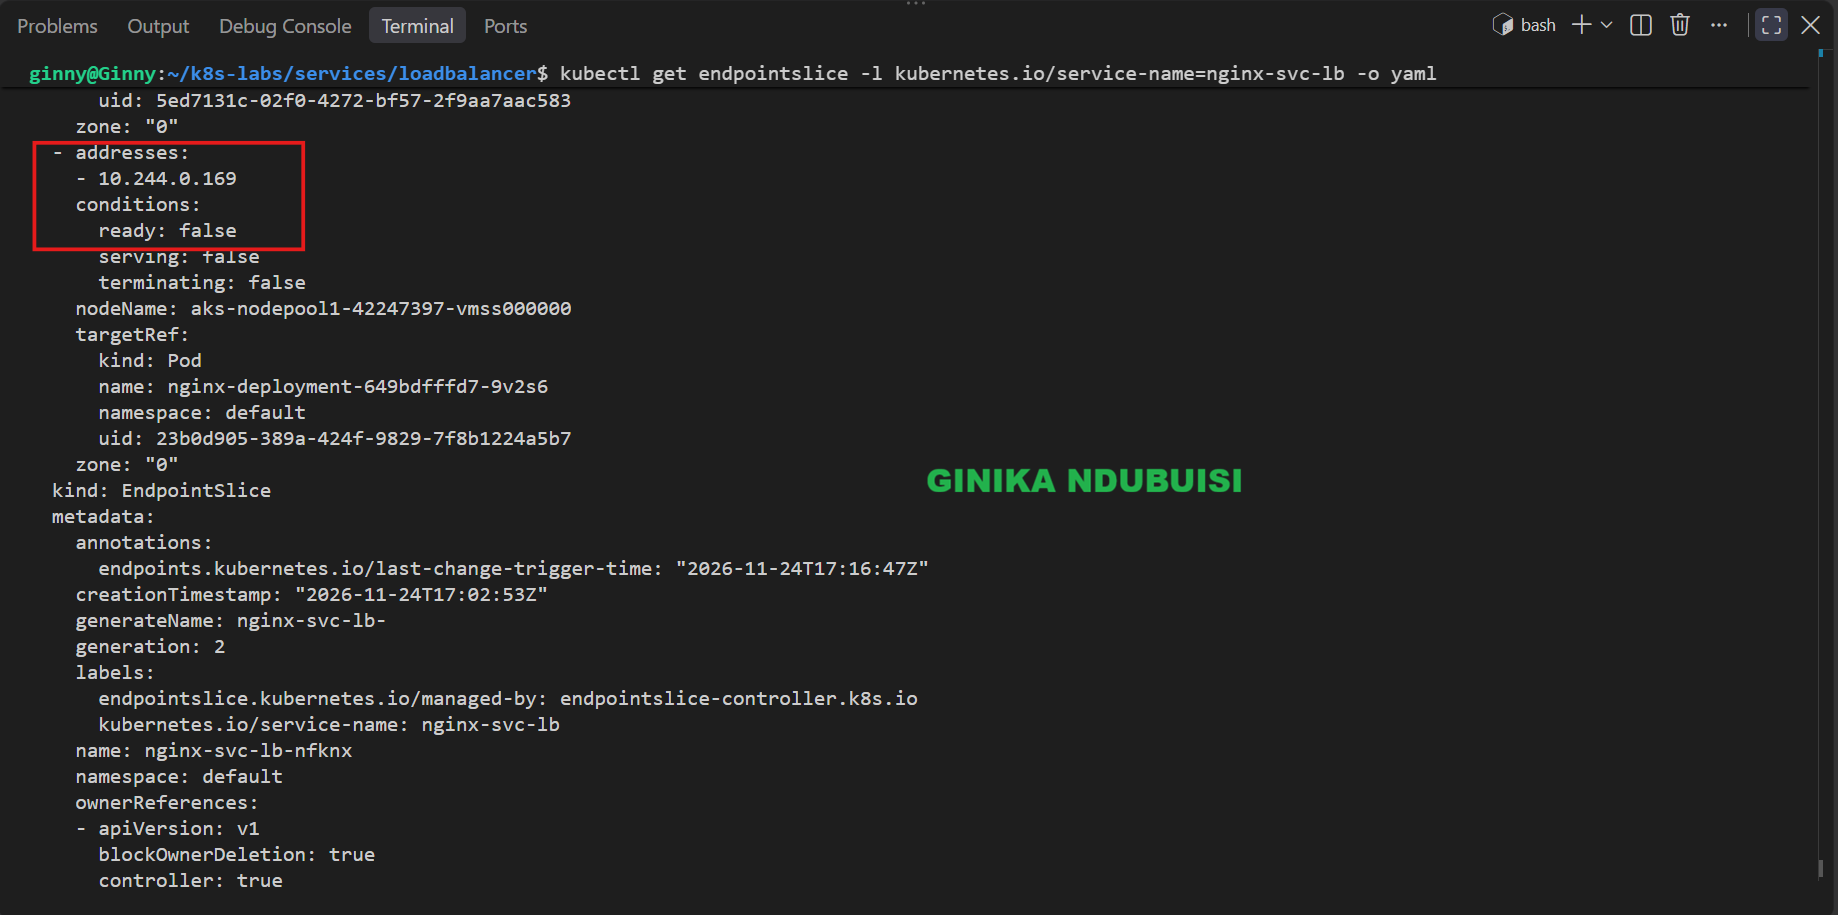 Problems Output Debug Console Terminal Ports bash
ginny@Ginny:~/k8s-labs/services/loadbalancer$ kubectl get endpointslice -l kubernetes.io/service-name=nginx-svc-lb -o yaml
uid: 5ed7131c-02f0-4272-bf57-2f9aa7aac583
zone: "0"
- addresses:
- 10.244.0.169
conditions:
ready: false
serving: false
terminating: false
nodeName: aks-nodepool1-42247397-vmss000000
targetRef:
kind: Pod
name: nginx-deployment-649bdfffd7-9v2s6
namespace: default
uid: 23b0d905-389a-424f-9829-7f8b1224a5b7
zone: "0"
GINIKA NDUBUISI
kind: EndpointSlice
metadata:
annotations:
endpoints.kubernetes.io/last-change-trigger-time: "2026-11-24T17:16:47Z"
creationTimestamp: "2026-11-24T17:02:53Z"
generateName: nginx-svc-lb-
generation: 2
labels:
endpointslice.kubernetes.io/managed-by: endpointslice-controller.k8s.io
kubernetes.io/service-name: nginx-svc-lb
name: nginx-svc-lb-nfknx
namespace: default
ownerReferences:
- apiVersion: v1
blockOwnerDeletion: true
controller: true